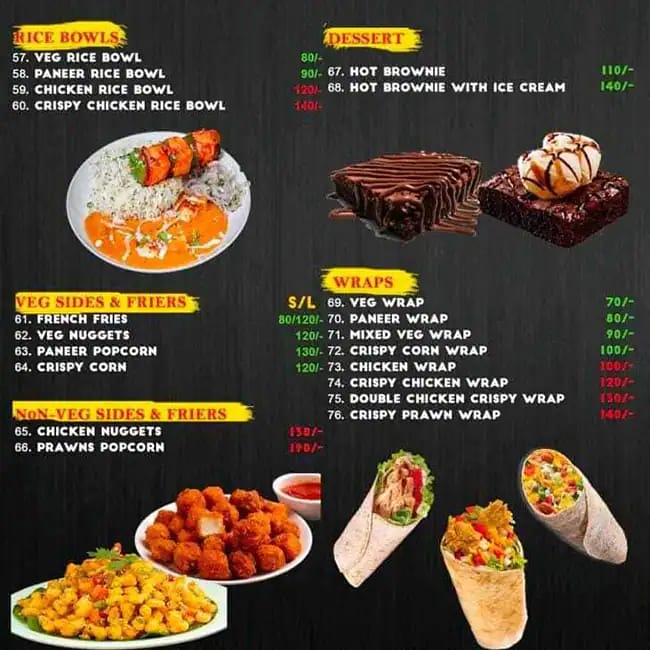 RICE BOWLS
57. VEG RICE BOWL 80/-
58. PANEER RICE BOWL 90/-
59. CHICKEN RICE BOWL 120/-
60. CRISPY CHICKEN RICE BOWL 140/-
VEG SIDES & FRIERS S/L
61. FRENCH FRIES 80/120/-
62. VEG NUGGETS 120/-
63. PANEER POPCORN 130/-
64. CRISPY CORN 120/-
NoN-VEG SIDES & FRIERS
65. CHICKEN NUGGETS 150/-
66. PRAWNS POPCORN 190/-
DESSERT
67. HOT BROWNIE 110/-
68. HOT BROWNIE WITH ICE CREAM 140/-
WRAPS
69. VEG WRAP 70/-
70. PANEER WRAP 80/-
71. MIXED VEG WRAP 90/-
72. CRISPY CORN WRAP 100/-
73. CHICKEN WRAP 100/-
74. CRISPY CHICKEN WRAP 120/-
75. DOUBLE CHICKEN CRISPY WRAP 150/-
76. CRISPY PRAWN WRAP 140/-